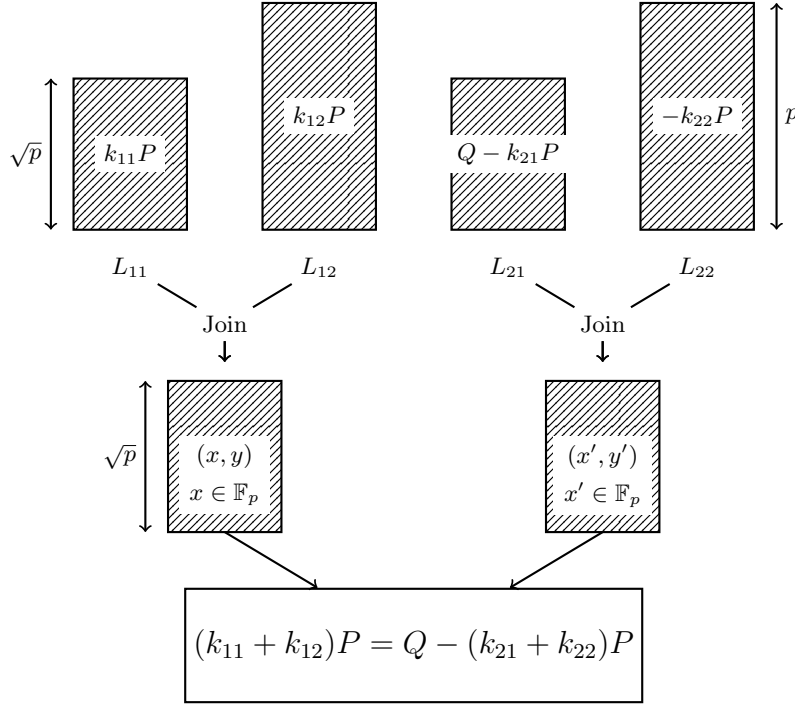 √p
k₁₁P
k₁₂P
Q − k₂₁P
−k₂₂P
p
L₁₁
L₁₂
L₂₁
L₂₂
Join
Join
√p
(x, y)
x ∈ 𝔽ₚ
(x′, y′)
x′ ∈ 𝔽ₚ
(k₁₁ + k₁₂)P = Q − (k₂₁ + k₂₂)P